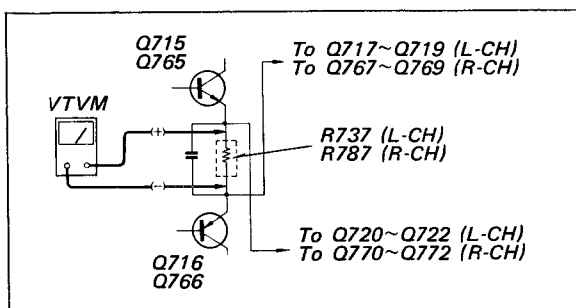 Q715
Q765
To Q717~Q719 (L-CH)
To Q767~Q769 (R-CH)
VTVM
(+)
R737 (L-CH)
R787 (R-CH)
(−)
To Q720~Q722 (L-CH)
To Q770~Q772 (R-CH)
Q716
Q766